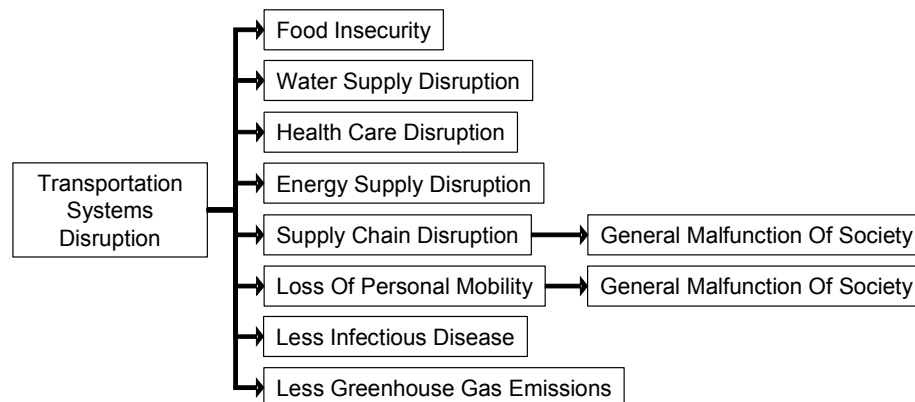 Food Insecurity
Water Supply Disruption
Health Care Disruption
Transportation
Systems
Disruption
Energy Supply Disruption
Supply Chain Disruption
General Malfunction Of Society
Loss Of Personal Mobility
General Malfunction Of Society
Less Infectious Disease
Less Greenhouse Gas Emissions